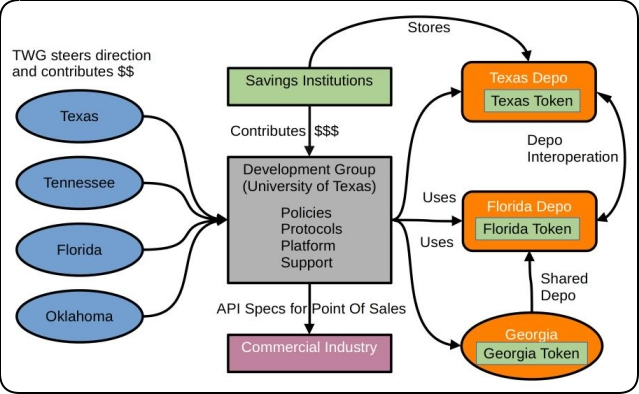 Stores
TWG steers direction
and contributes $$
Savings Institutions
Texas Depo
Texas Token
Texas
Contributes $$$
Depo
Interoperation
Development Group
(University of Texas)
Tennessee
Policies
Protocols
Platform
Support
Uses
Florida Depo
Florida Token
Uses
Florida
Shared
Depo
API Specs for Point Of Sales
Oklahoma
Commercial Industry
Georgia
Georgia Token